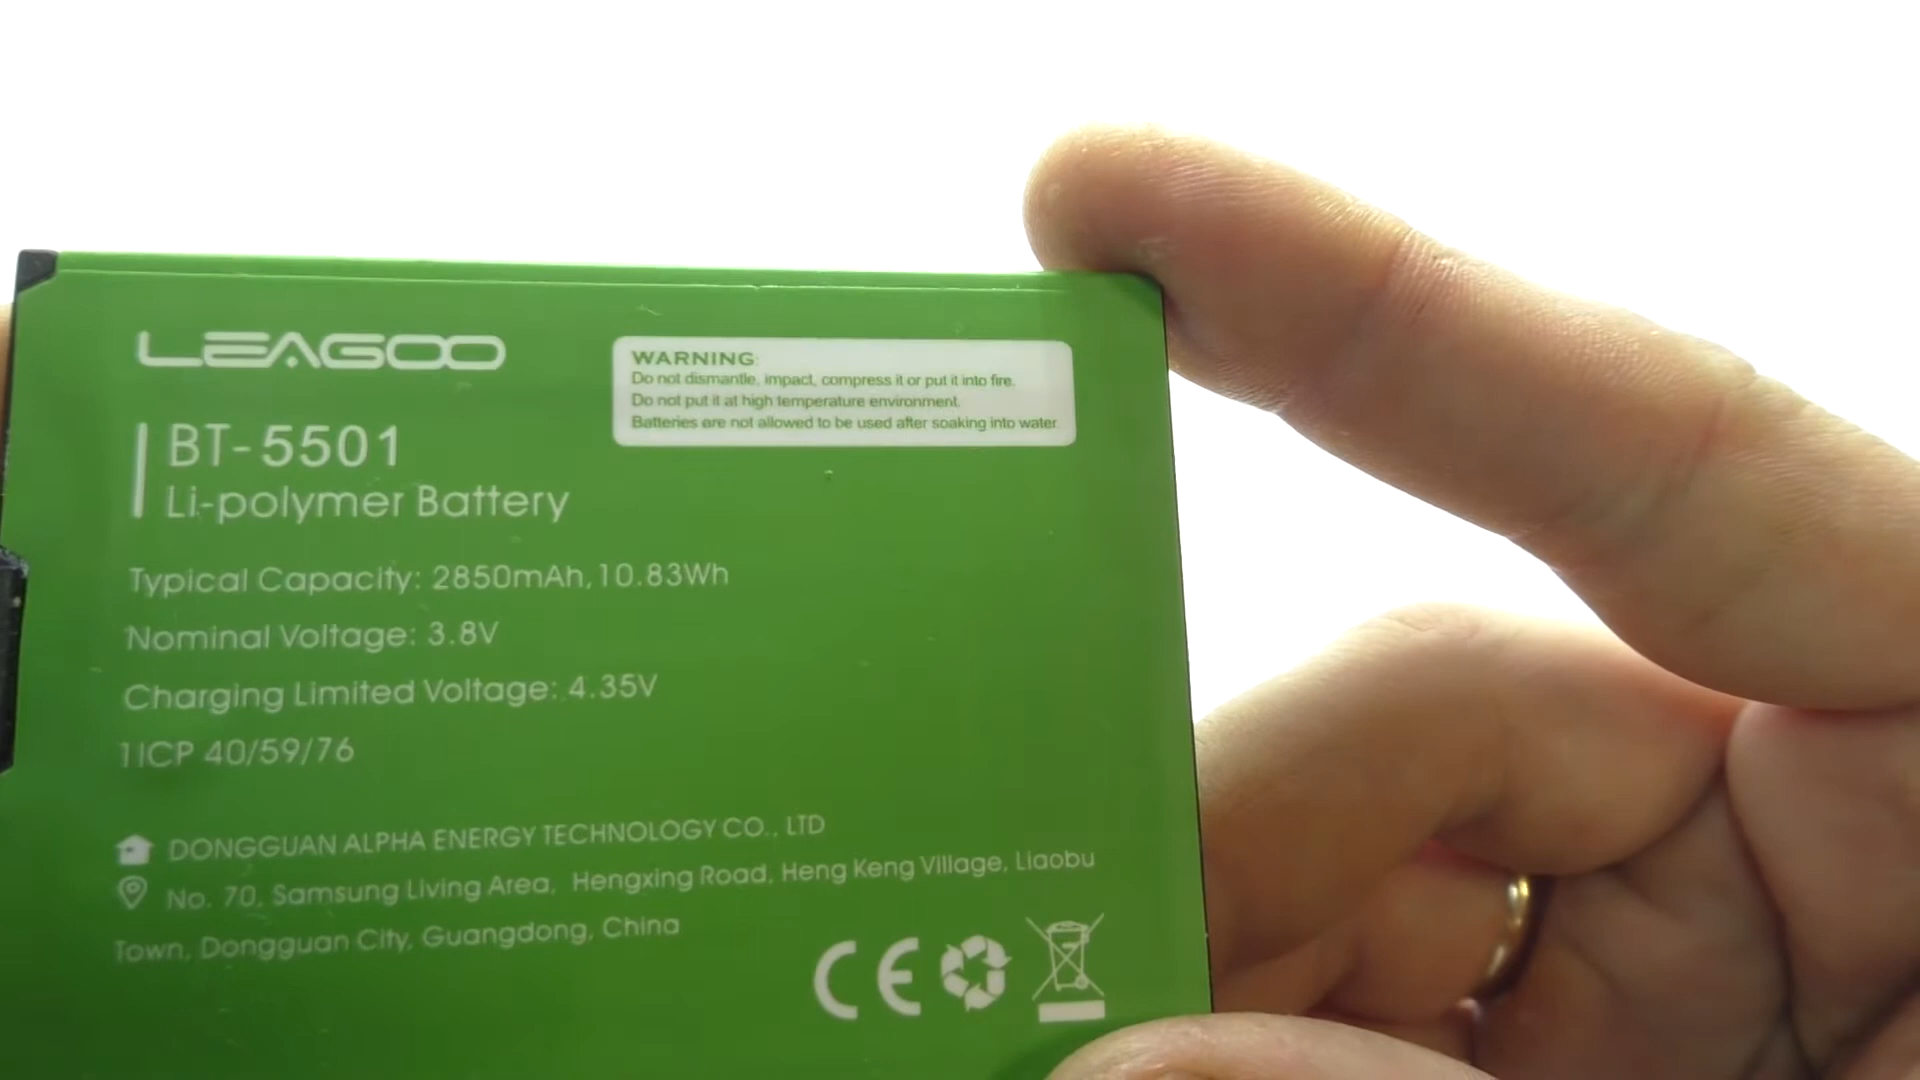 LEAGOO
WARNING:
Do not dismantle, impact, compress it or put it into fire.
Do not put it at high temperature environment.
Batteries are not allowed to be used after soaking into water.
BT-5501
Li-polymer Battery
Typical Capacity: 2850mAh,10.83Wh
Nominal Voltage: 3.8V
Charging Limited Voltage: 4.35V
1ICP 40/59/76
DONGGUAN ALPHA ENERGY TECHNOLOGY CO., LTD
No. 70, Samsung Living Area, Hengxing Road, Heng Keng Village, Liaobu
Town, Dongguan City, Guangdong, China
CE